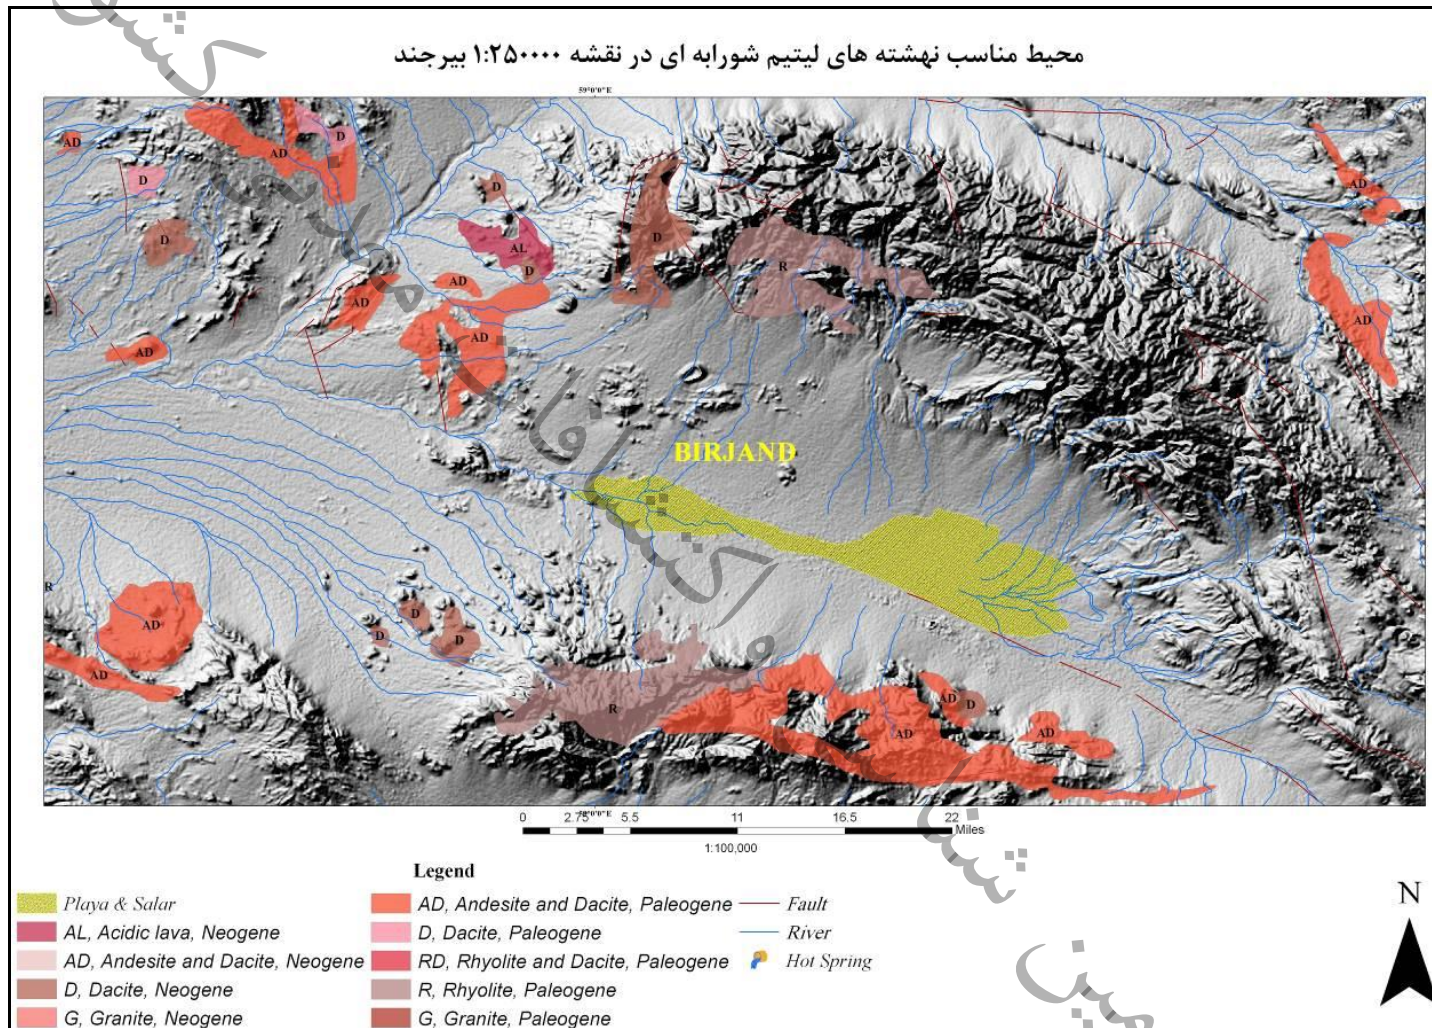 محیط مناسب نهشته های لیتیم شورابه ای در نقشه ۱:۲۵۰۰۰۰ بیرجند
59°0'0"E
AD
AD
D
D
AD
D
D
AL
D
D
R
AD
AD
AD
AD
AD
BIRJAND
R
AD
D
D
D
AD
R
AD
D
AD
AD
59°0'0"E
0 2.75 5.5 11 16.5 22 Miles
1:100,000
Legend
Playa & Salar
AL, Acidic lava, Neogene
AD, Andesite and Dacite, Neogene
D, Dacite, Neogene
G, Granite, Neogene
AD, Andesite and Dacite, Paleogene
D, Dacite, Paleogene
RD, Rhyolite and Dacite, Paleogene
R, Rhyolite, Paleogene
G, Granite, Paleogene
Fault
River
Hot Spring
N